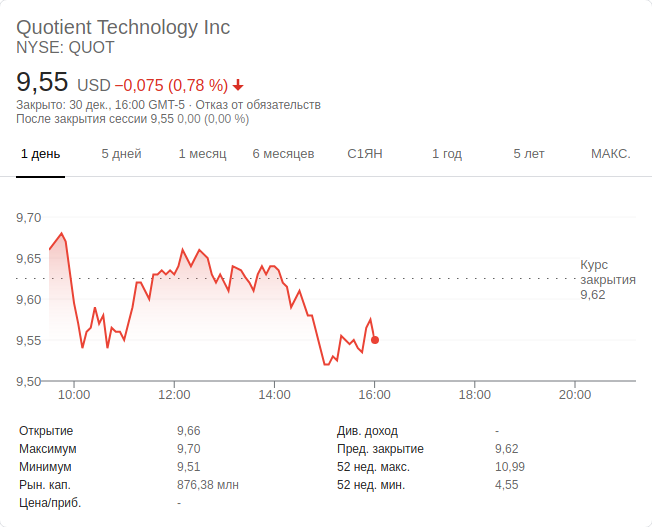 Quotient Technology Inc
NYSE: QUOT
9,55 USD −0,075 (0,78 %)
Закрыто: 30 дек., 16:00 GMT-5 · Отказ от обязательств
После закрытия сессии 9,55 0,00 (0,00 %)
1 день 5 дней 1 месяц 6 месяцев С1ЯН 1 год 5 лет МАКС.
9,70
9,65
9,60
9,55
9,50
Курс
закрытия
9,62
10:00 12:00 14:00 16:00 18:00 20:00
Открытие 9,66 Див. доход -
Максимум 9,70 Пред. закрытие 9,62
Минимум 9,51 52 нед. макс. 10,99
Рын. кап. 876,38 млн 52 нед. мин. 4,55
Цена/приб. -